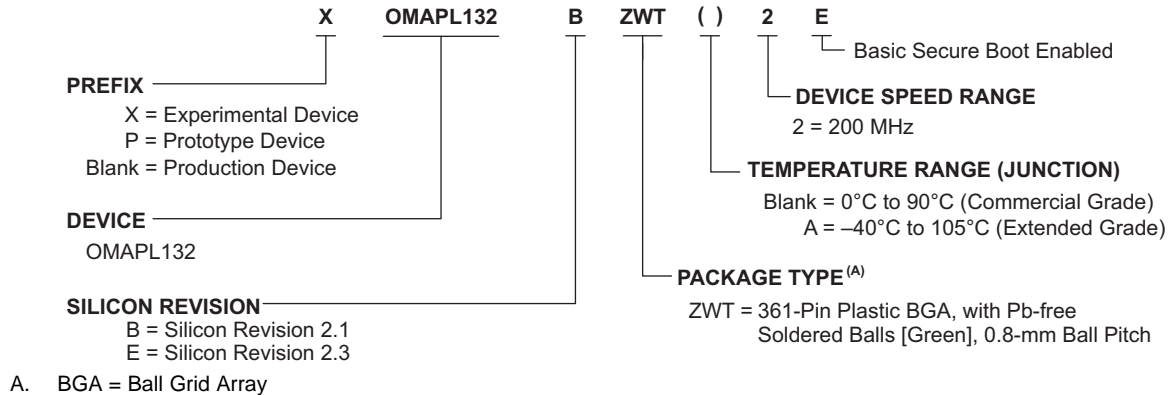 X OMAPL132 B ZWT ( ) 2 E
Basic Secure Boot Enabled
PREFIX
X = Experimental Device
P = Prototype Device
Blank = Production Device
DEVICE SPEED RANGE
2 = 200 MHz
TEMPERATURE RANGE (JUNCTION)
Blank = 0°C to 90°C (Commercial Grade)
A = –40°C to 105°C (Extended Grade)
DEVICE
OMAPL132
PACKAGE TYPE(A)
ZWT = 361-Pin Plastic BGA, with Pb-free
Soldered Balls [Green], 0.8-mm Ball Pitch
SILICON REVISION
B = Silicon Revision 2.1
E = Silicon Revision 2.3
A. BGA = Ball Grid Array